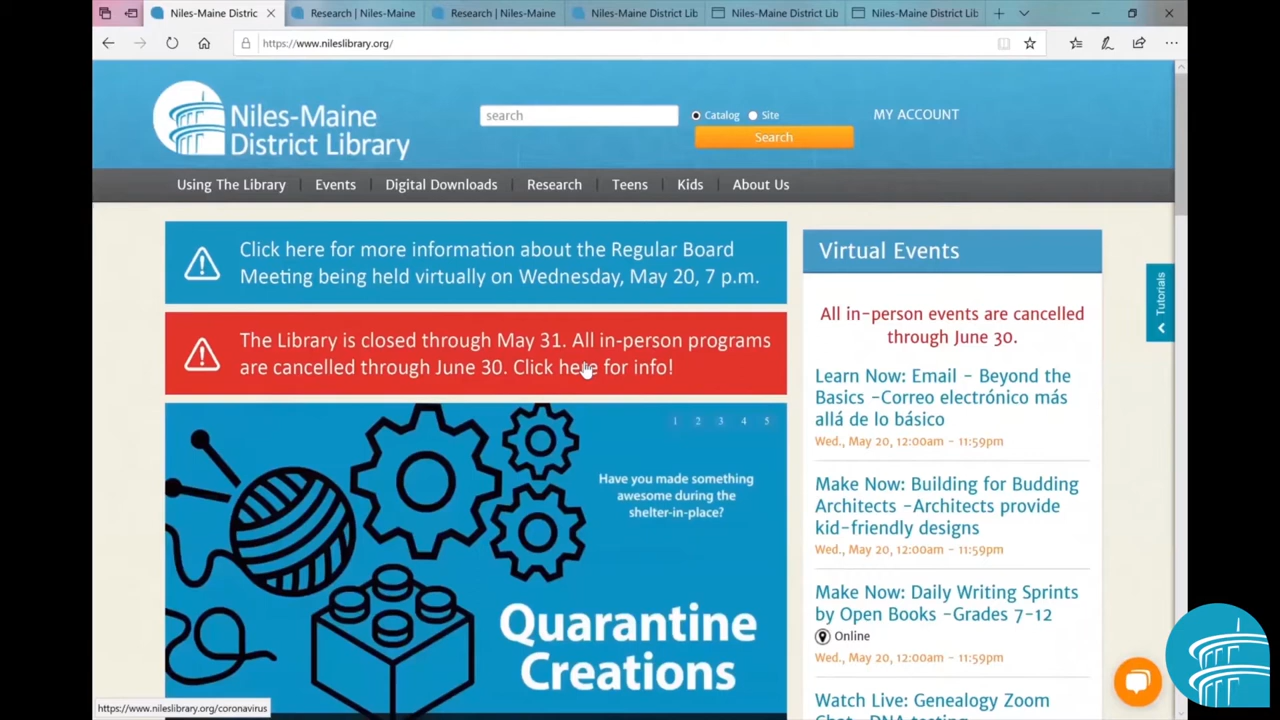 Niles-Maine Distric
Research | Niles-Maine
Research | Niles-Maine
Niles-Maine District Lib
Niles-Maine District Lib
Niles-Maine District Lib
https://www.nileslibrary.org/
Niles-Maine
District Library
search
Catalog
Site
Search
MY ACCOUNT
Using The Library
Events
Digital Downloads
Research
Teens
Kids
About Us
Click here for more information about the Regular Board
Meeting being held virtually on Wednesday, May 20, 7 p.m.
The Library is closed through May 31. All in-person programs
are cancelled through June 30. Click here for info!
1 2 3 4 5
Have you made something
awesome during the
shelter-in-place?
Quarantine
Creations
Virtual Events
All in-person events are cancelled
through June 30.
Learn Now: Email - Beyond the
Basics -Correo electrónico más
allá de lo básico
Wed., May 20, 12:00am - 11:59pm
Make Now: Building for Budding
Architects -Architects provide
kid-friendly designs
Wed., May 20, 12:00am - 11:59pm
Make Now: Daily Writing Sprints
by Open Books -Grades 7-12
Online
Wed., May 20, 12:00am - 11:59pm
Watch Live: Genealogy Zoom
Chat -DNA testing
Tutorials
https://www.nileslibrary.org/coronavirus